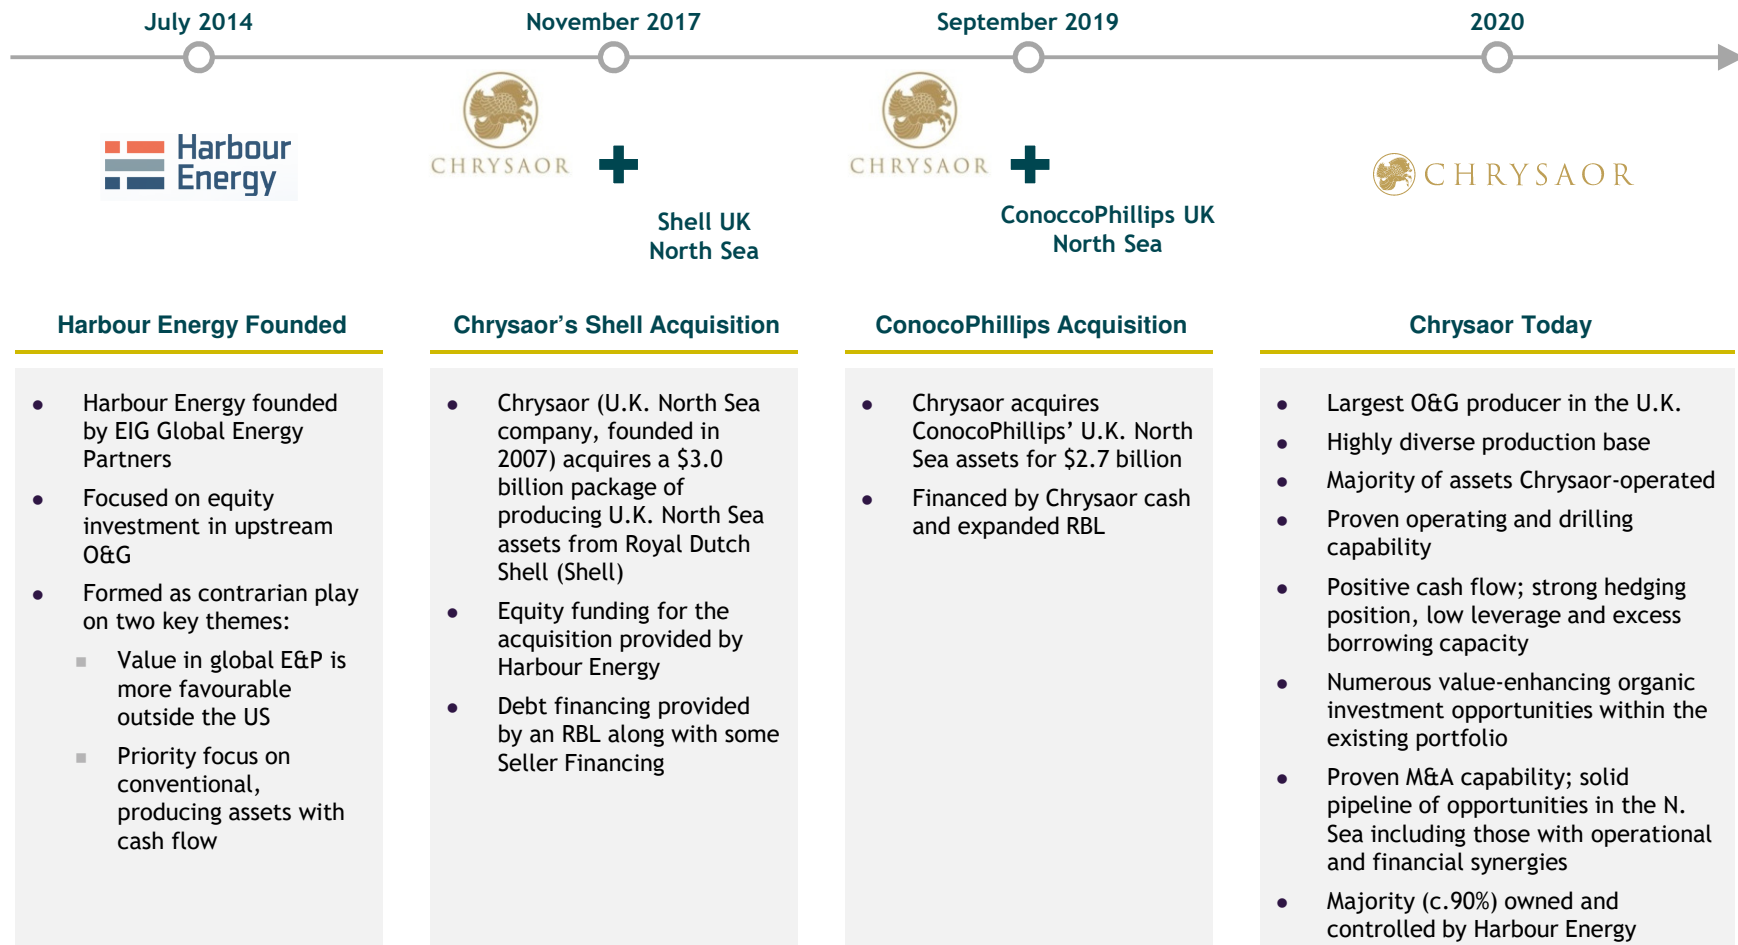 July 2014
November 2017
September 2019
2020
Harbour
Energy
CHRYSAOR
Shell UK
North Sea
CHRYSAOR
ConoccoPhillips UK
North Sea
CHRYSAOR
Harbour Energy Founded
● Harbour Energy founded
by EIG Global Energy
Partners
● Focused on equity
investment in upstream
O&G
● Formed as contrarian play
on two key themes:
■ Value in global E&P is
more favourable
outside the US
■ Priority focus on
conventional,
producing assets with
cash flow
Chrysaor’s Shell Acquisition
● Chrysaor (U.K. North Sea
company, founded in
2007) acquires a $3.0
billion package of
producing U.K. North Sea
assets from Royal Dutch
Shell (Shell)
● Equity funding for the
acquisition provided by
Harbour Energy
● Debt financing provided
by an RBL along with some
Seller Financing
ConocoPhillips Acquisition
● Chrysaor acquires
ConocoPhillips’ U.K. North
Sea assets for $2.7 billion
● Financed by Chrysaor cash
and expanded RBL
Chrysaor Today
● Largest O&G producer in the U.K.
● Highly diverse production base
● Majority of assets Chrysaor-operated
● Proven operating and drilling
capability
● Positive cash flow; strong hedging
position, low leverage and excess
borrowing capacity
● Numerous value-enhancing organic
investment opportunities within the
existing portfolio
● Proven M&A capability; solid
pipeline of opportunities in the N.
Sea including those with operational
and financial synergies
● Majority (c.90%) owned and
controlled by Harbour Energy